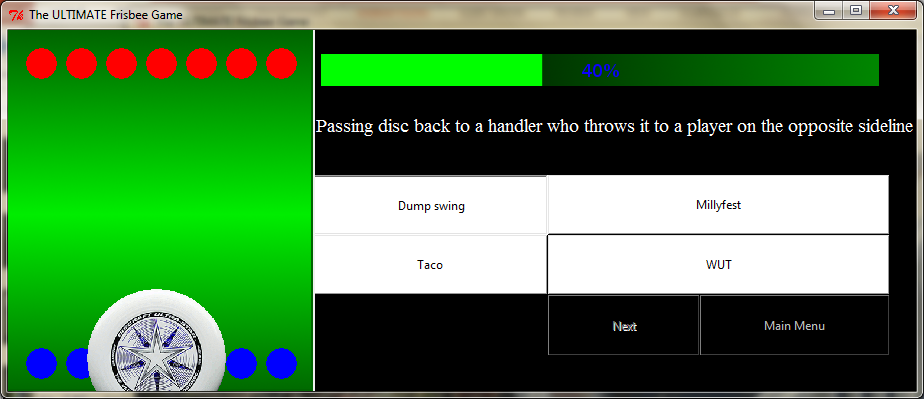 The ULTIMATE Frisbee Game
40%
Passing disc back to a handler who throws it to a player on the opposite sideline
Dump swing
Millyfest
Taco
WUT
Next
Main Menu